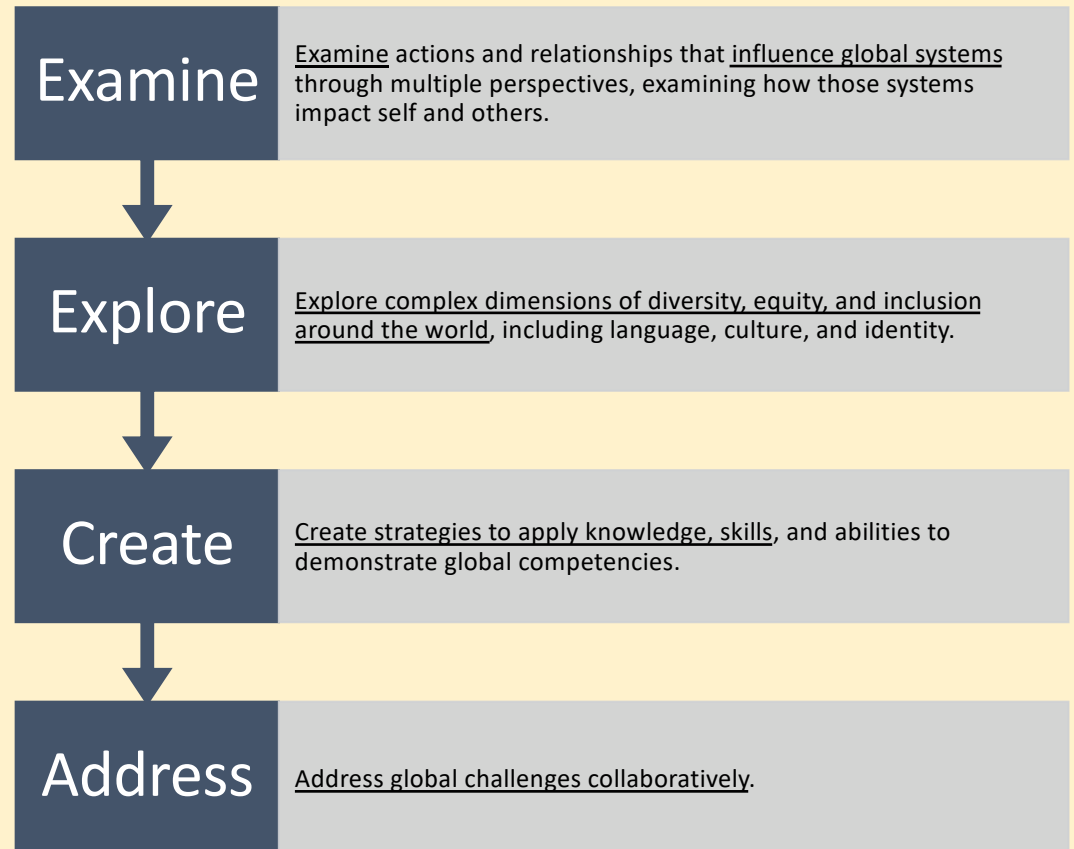 Examine
Examine actions and relationships that influence global systems
through multiple perspectives, examining how those systems
impact self and others.
Explore
Explore complex dimensions of diversity, equity, and inclusion
around the world, including language, culture, and identity.
Create
Create strategies to apply knowledge, skills, and abilities to
demonstrate global competencies.
Address
Address global challenges collaboratively.